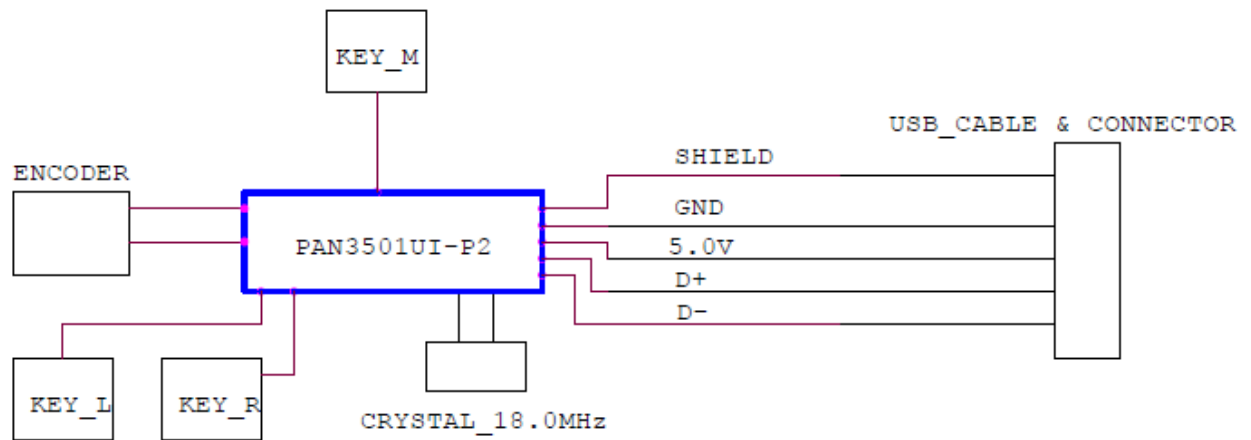 KEY_M
USB_CABLE & CONNECTOR
SHIELD
ENCODER
GND
PAN3501UI-P2
5.0V
D+
D-
KEY_L
KEY_R
CRYSTAL_18.0MHz